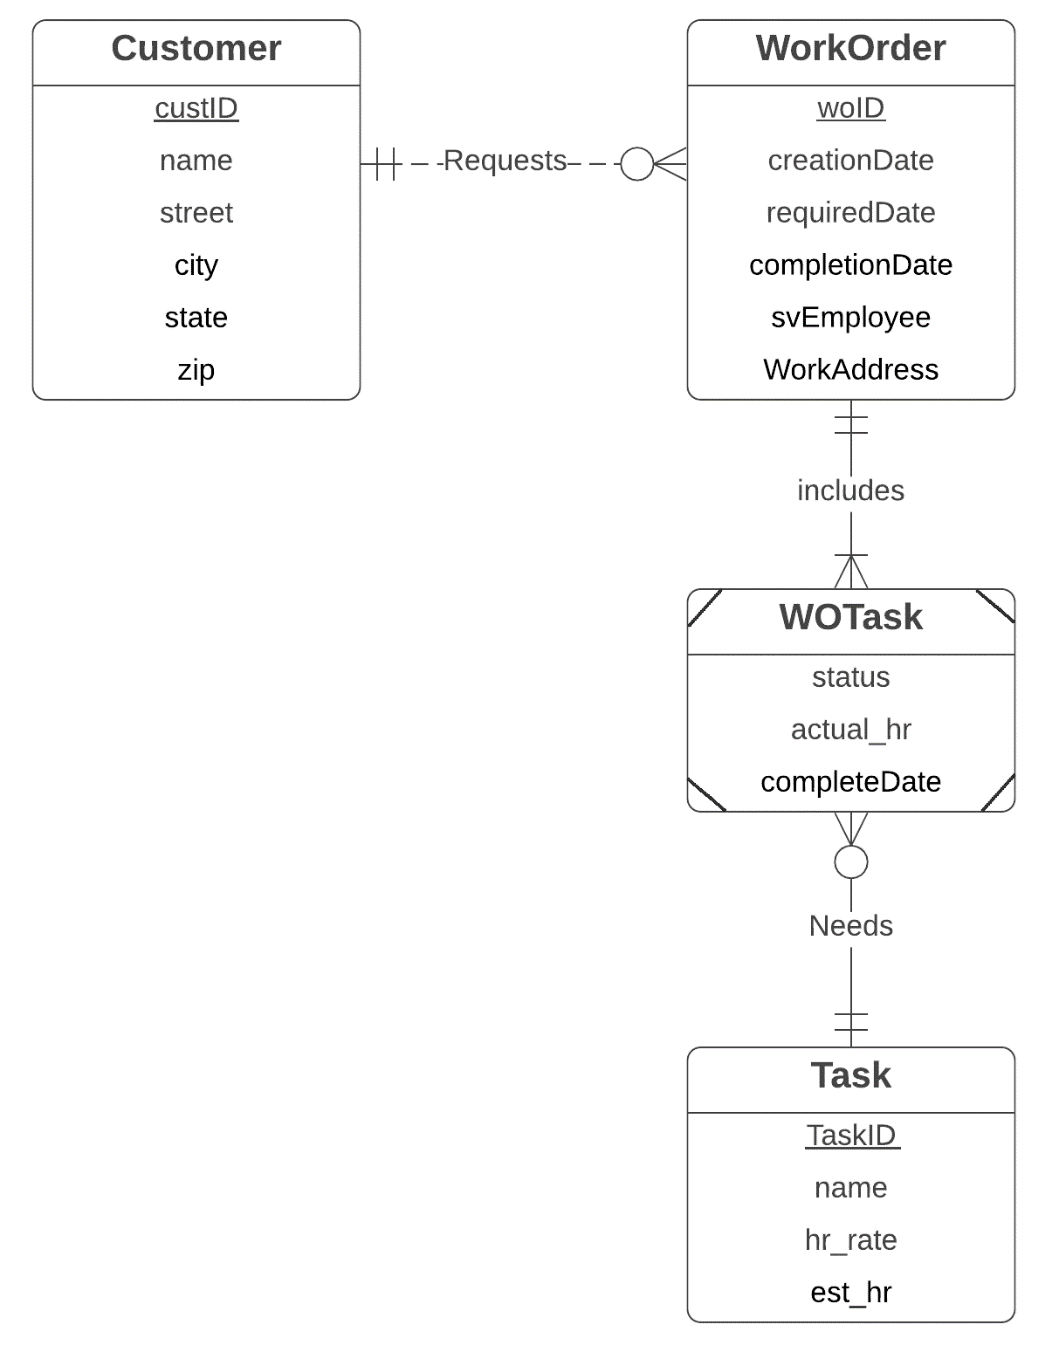 Customer
custID
name
street
city
state
zip
Requests
WorkOrder
woID
creationDate
requiredDate
completionDate
svEmployee
WorkAddress
includes
WOTask
status
actual_hr
completeDate
Needs
Task
TaskID
name
hr_rate
est_hr